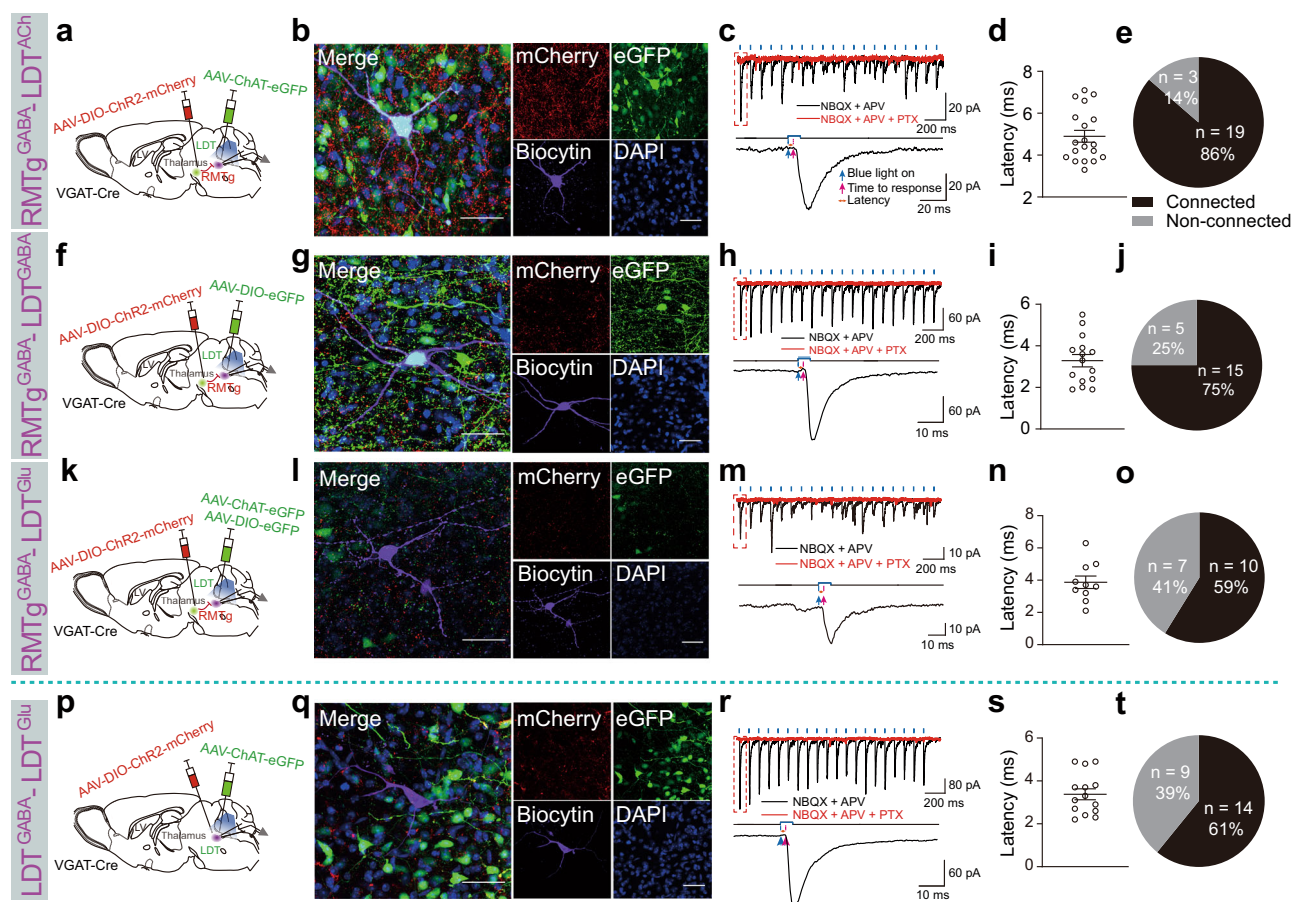 RMTg GABA- LDT ACh
a
AAV-ChAT-eGFP
AAV-DIO-ChR2-mCherry
LV
LDT
Thalamus
RMTg
VGAT-Cre
b
Merge
mCherry
eGFP
Biocytin
DAPI
c
NBQX + APV
NBQX + APV + PTX
20 pA
200 ms
Blue light on
Time to response
Latency
20 pA
20 ms
d
Latency (ms)
8
6
4
2
e
n = 3
14%
n = 19
86%
Connected
Non-connected
RMTg GABA- LDT GABA
f
AAV-DIO-ChR2-mCherry
AAV-DIO-eGFP
LV
LDT
Thalamus
RMTg
VGAT-Cre
g
Merge
mCherry
eGFP
Biocytin
DAPI
h
60 pA
200 ms
NBQX + APV
NBQX + APV + PTX
60 pA
10 ms
i
Latency (ms)
6
4
2
0
j
n = 5
25%
n = 15
75%
RMTg GABA- LDT Glu
k
AAV-ChAT-eGFP
AAV-DIO-eGFP
AAV-DIO-ChR2-mCherry
LV
LDT
Thalamus
RMTg
VGAT-Cre
l
Merge
mCherry
eGFP
Biocytin
DAPI
m
NBQX + APV
NBQX + APV + PTX
10 pA
200 ms
10 pA
10 ms
n
Latency (ms)
8
6
4
2
0
o
n = 7
41%
n = 10
59%
LDT GABA- LDT Glu
p
AAV-DIO-ChR2-mCherry
AAV-ChAT-eGFP
LV
LDT
Thalamus
LDT
VGAT-Cre
q
Merge
mCherry
eGFP
Biocytin
DAPI
r
80 pA
200 ms
NBQX + APV
NBQX + APV + PTX
60 pA
10 ms
s
Latency (ms)
6
4
2
0
t
n = 9
39%
n = 14
61%